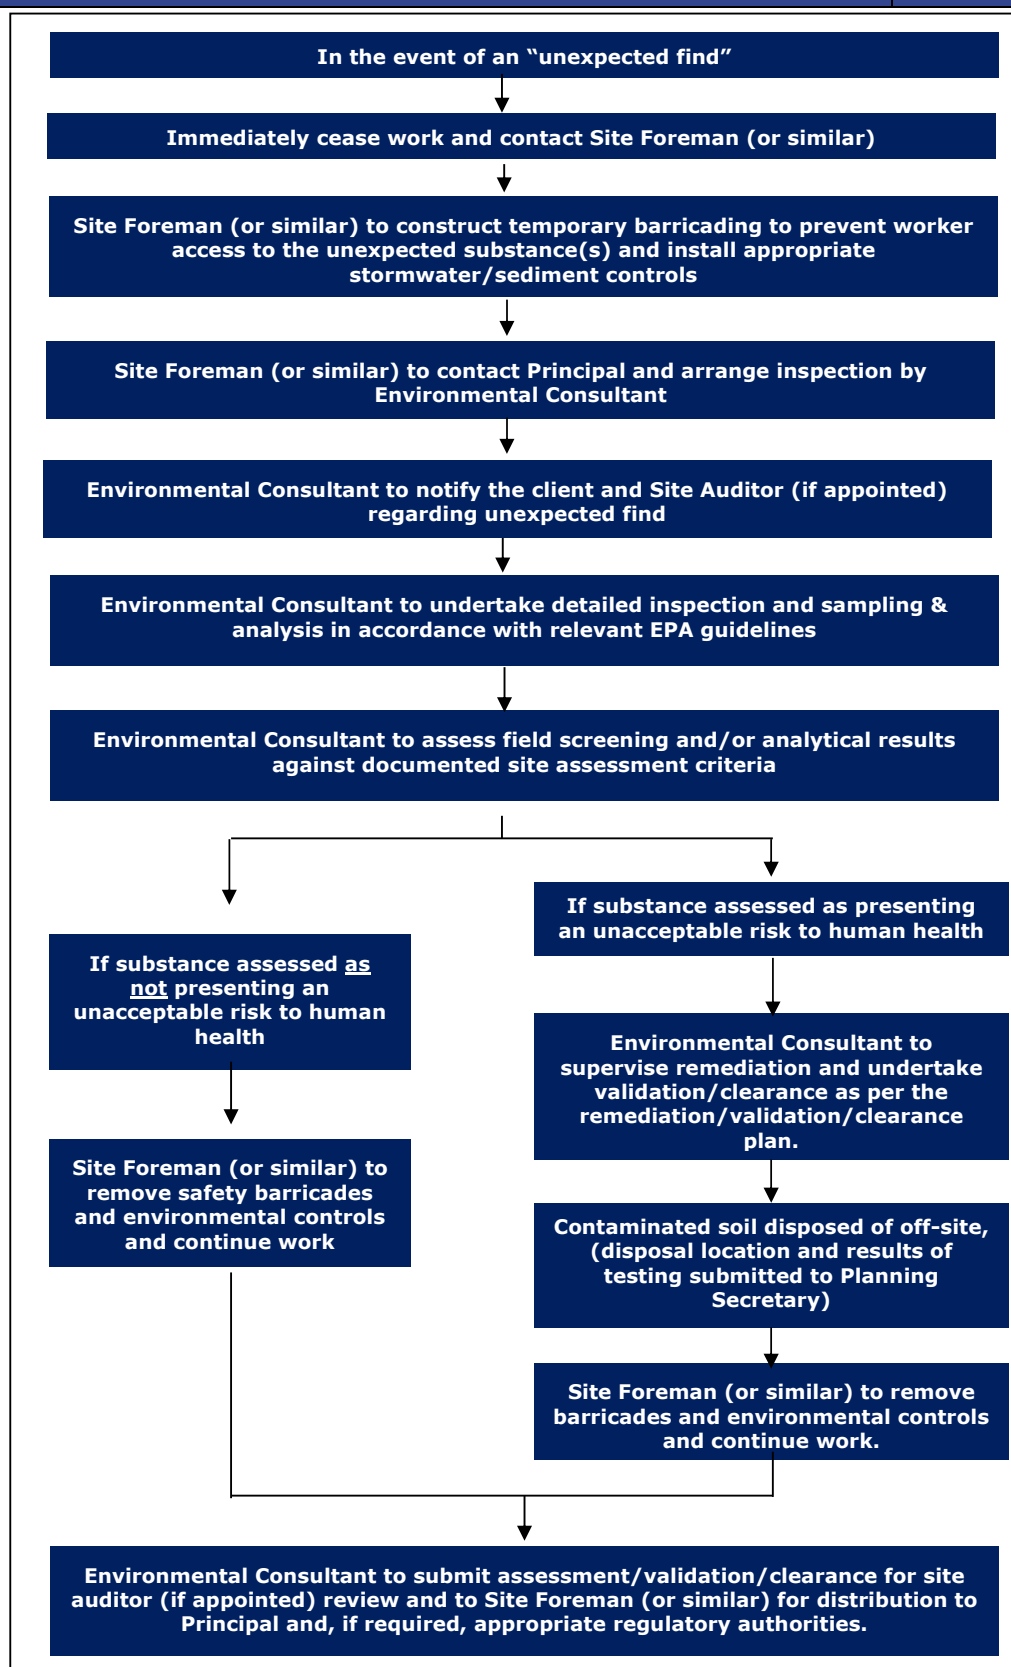 In the event of an “unexpected find”
Immediately cease work and contact Site Foreman (or similar)
Site Foreman (or similar) to construct temporary barricading to prevent worker
access to the unexpected substance(s) and install appropriate
stormwater/sediment controls
Site Foreman (or similar) to contact Principal and arrange inspection by
Environmental Consultant
Environmental Consultant to notify the client and Site Auditor (if appointed)
regarding unexpected find
Environmental Consultant to undertake detailed inspection and sampling &
analysis in accordance with relevant EPA guidelines
Environmental Consultant to assess field screening and/or analytical results
against documented site assessment criteria
If substance assessed as
not presenting an
unacceptable risk to human
health
Site Foreman (or similar) to
remove safety barricades
and environmental controls
and continue work
If substance assessed as presenting
an unacceptable risk to human health
Environmental Consultant to
supervise remediation and undertake
validation/clearance as per the
remediation/validation/clearance
plan.
Contaminated soil disposed of off-site,
(disposal location and results of
testing submitted to Planning
Secretary)
Site Foreman (or similar) to remove
barricades and environmental controls
and continue work.
Environmental Consultant to submit assessment/validation/clearance for site
auditor (if appointed) review and to Site Foreman (or similar) for distribution to
Principal and, if required, appropriate regulatory authorities.